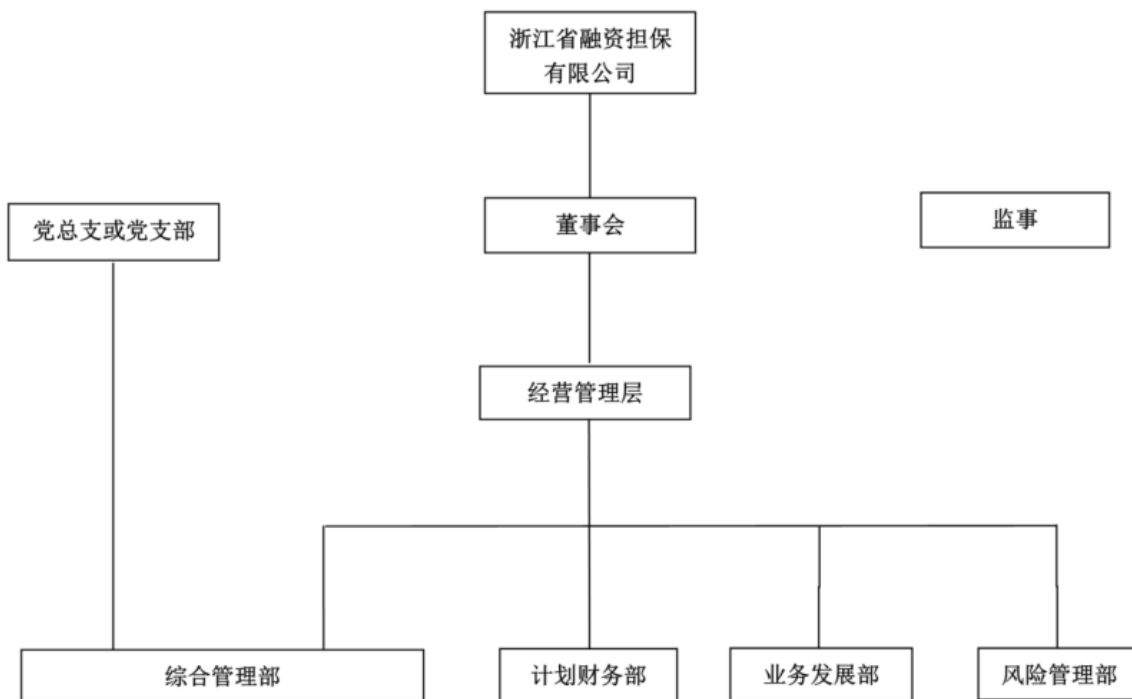 浙江省融资担保
有限公司
党总支或党支部
董事会
监事
经营管理层
综合管理部
计划财务部
业务发展部
风险管理部